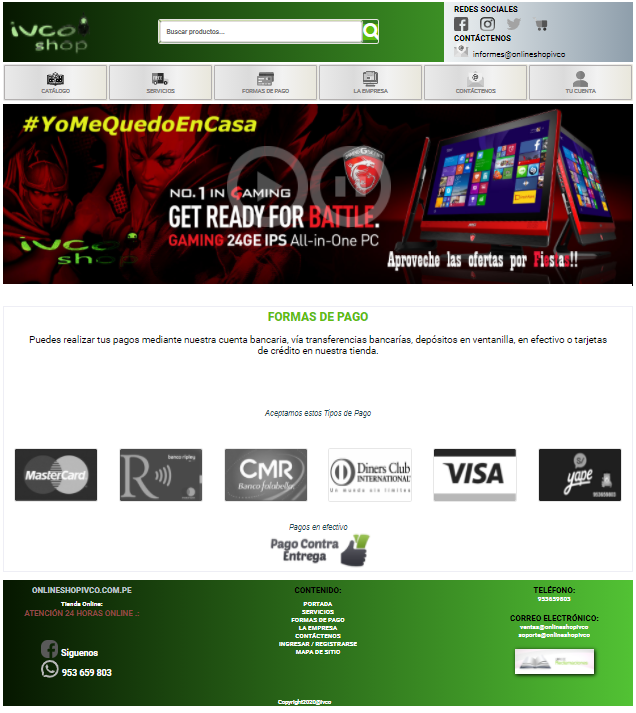 ivco
shop
Buscar productos...
REDES SOCIALES
CONTÁCTENOS
informes@onlineshopivco
CATÁLOGO
SERVICIOS
FORMAS DE PAGO
LA EMPRESA
CONTÁCTENOS
TU CUENTA
#YoMeQuedoEnCasa
NO.1 IN GAMING
GET READY FOR BATTLE.
GAMING 24GE IPS All-in-One PC
ivco
shop
Aproveche las ofertas por Fiestas!!
FORMAS DE PAGO
Puedes realizar tus pagos mediante nuestra cuenta bancaria, vía transferencias bancarías, depósitos en ventanilla, en efectivo o tarjetas
de crédito en nuestra tienda.
Aceptamos estos Tipos de Pago
MasterCard
banco ripley
R
CMR
Banco falabella
Diners Club
INTERNATIONAL
Un mundo sin límites
VISA
yape
953659803
Pagos en efectivo
Pago Contra
Entrega
ONLINESHOPIVCO.COM.PE
Tienda Online:
ATENCIÓN 24 HORAS ONLINE .:
Síguenos
953 659 803
CONTENIDO:
PORTADA
SERVICIOS
FORMAS DE PAGO
LA EMPRESA
CONTÁCTENOS
INGRESAR / REGISTRARSE
MAPA DE SITIO
Copyright2020@ivco
TELÉFONO:
953659803
CORREO ELECTRÓNICO:
ventas@onlineshopivco
soporte@onlineshopivco